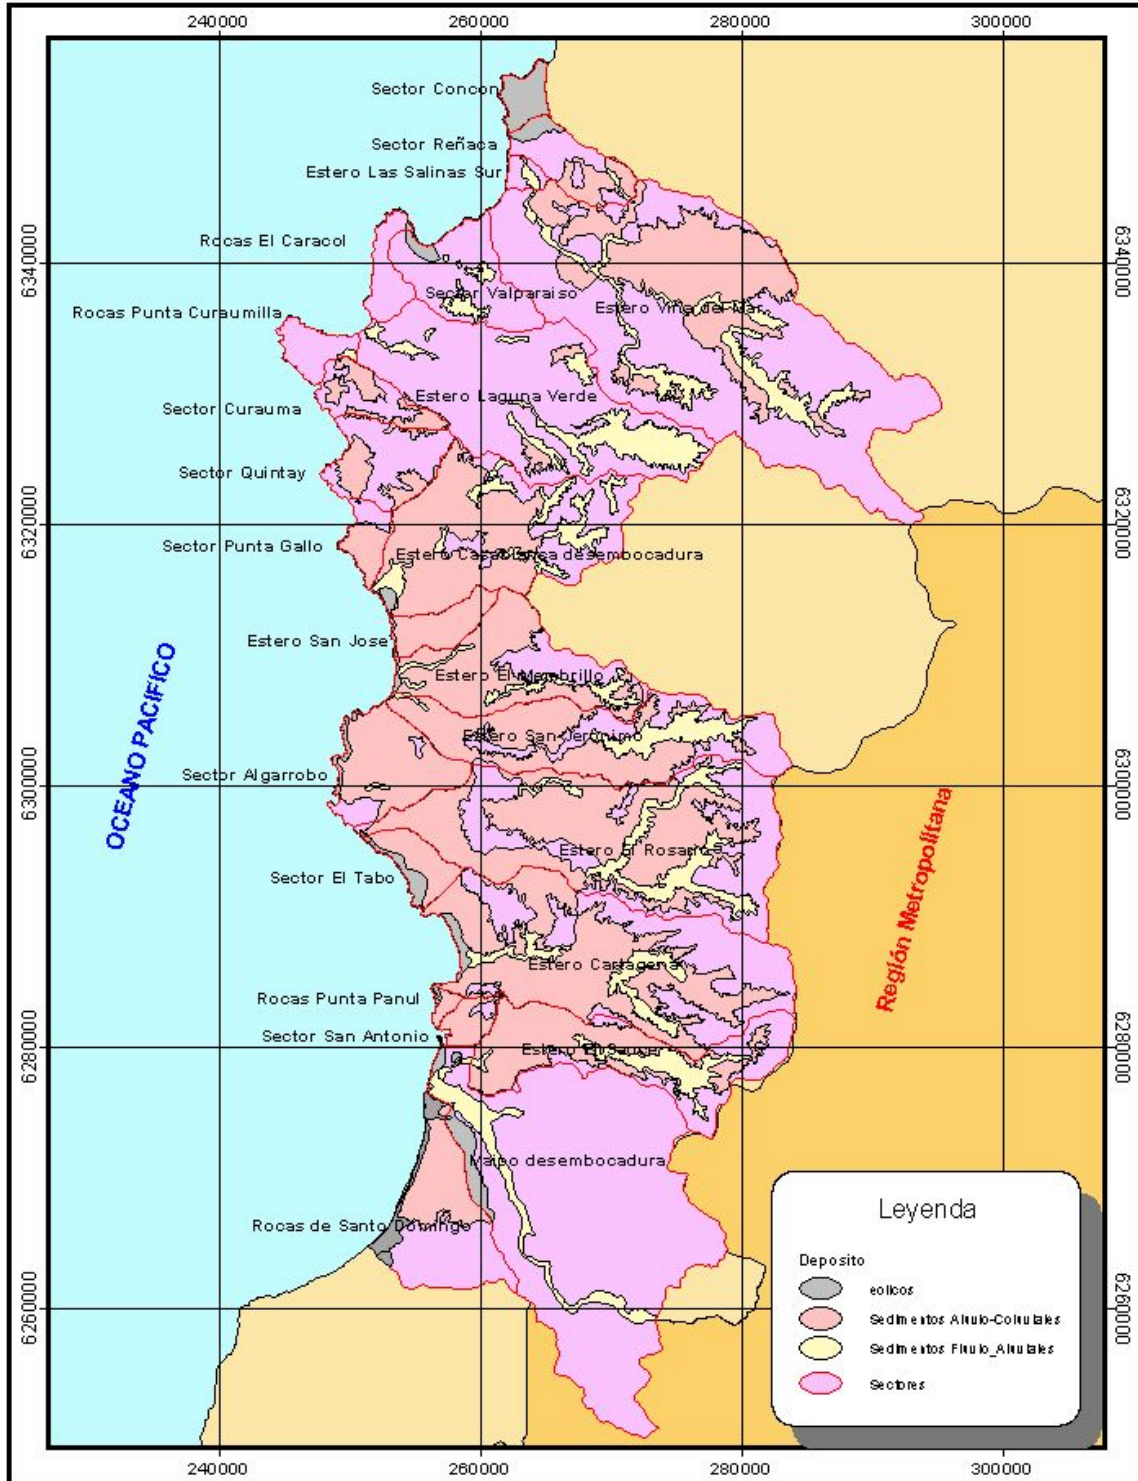 240000 260000 280000 300000
Sector Concon
Sector Reñaca
Estero Las Salinas Sur
Rocas El Caracol
6340000
6340000
Sector Valparaiso
Estero Viña del Mar
Rocas Punta Curaumilla
Estero Laguna Verde
Sector Curauma
Sector Quintay
6320000
6320000
Sector Punta Gallo
Estero Casablanca desembocadura
Estero San Jose
OCEANO PACIFICO
Estero El Membrillo
Estero San Jeronimo
Sector Algarrobo
6300000
6300000
Región Metropolitana
Estero El Rosario
Sector El Tabo
Estero Cartagena
Rocas Punta Panul
Sector San Antonio
6280000
6280000
Estero El Sauce
Maipo desembocadura
Rocas de Santo Domingo
Leyenda
Deposito
eolicos
Sedimentos Aluvio-Coluviales
Sedimentos Fluvio_Aluviales
Sectores
6260000
6260000
240000 260000 280000 300000